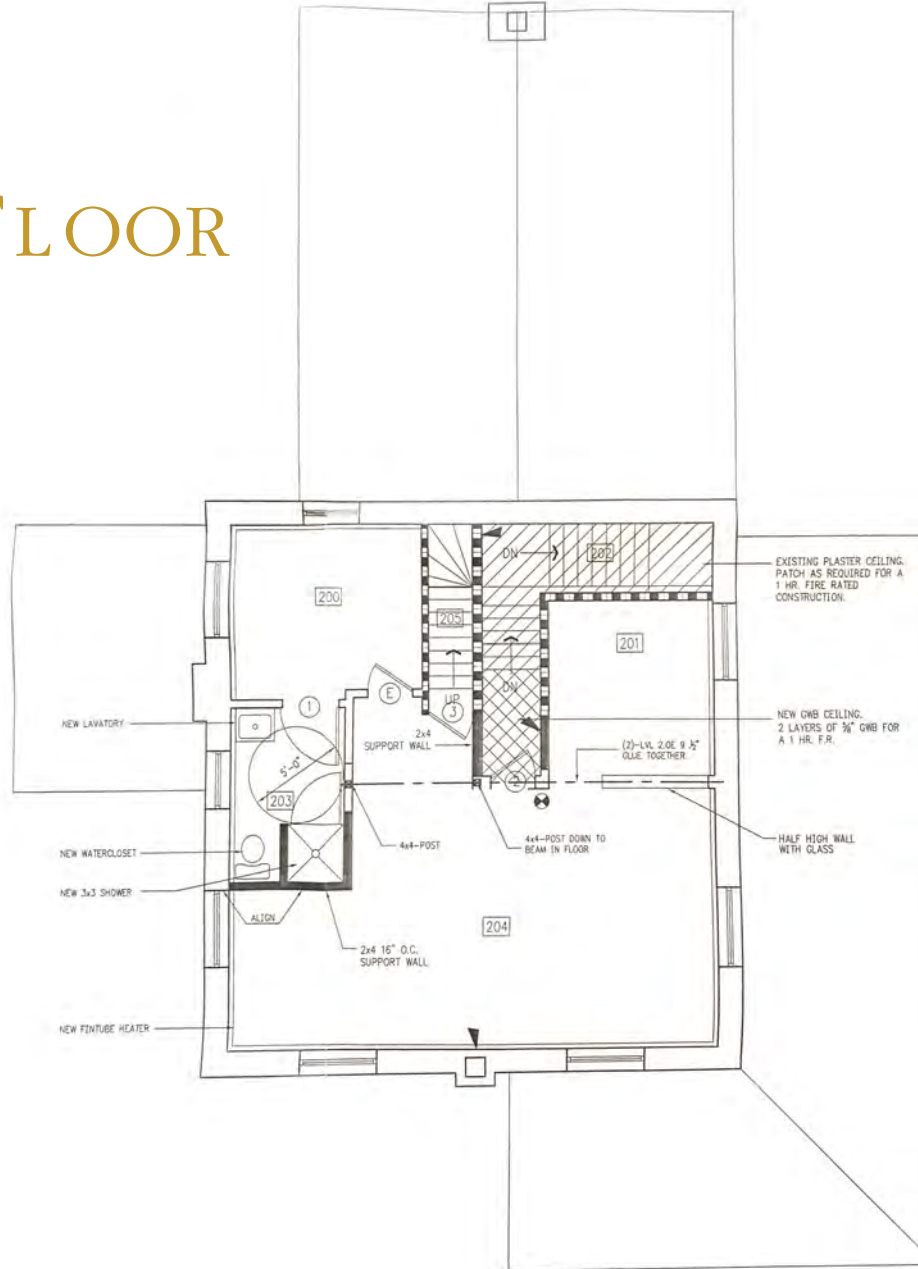 FLOOR
DN
202
EXISTING PLASTER CEILING.
PATCH AS REQUIRED FOR A
1 HR. FIRE RATED
CONSTRUCTION.
200
205
201
UP
DN
E
1
3
2x4
SUPPORT WALL
NEW LAVATORY
NEW GWB CEILING.
2 LAYERS OF ⅝" GWB FOR
A 1 HR. F.R.
(2)-LVL 2.0E 9 ½"
GLUE TOGETHER
5'-0"
203
2
4x4-POST
4x4-POST DOWN TO
BEAM IN FLOOR
HALF HIGH WALL
WITH GLASS
NEW WATERCLOSET
NEW 3x3 SHOWER
ALIGN
204
2x4 16" O.C.
SUPPORT WALL
NEW FINTUBE HEATER